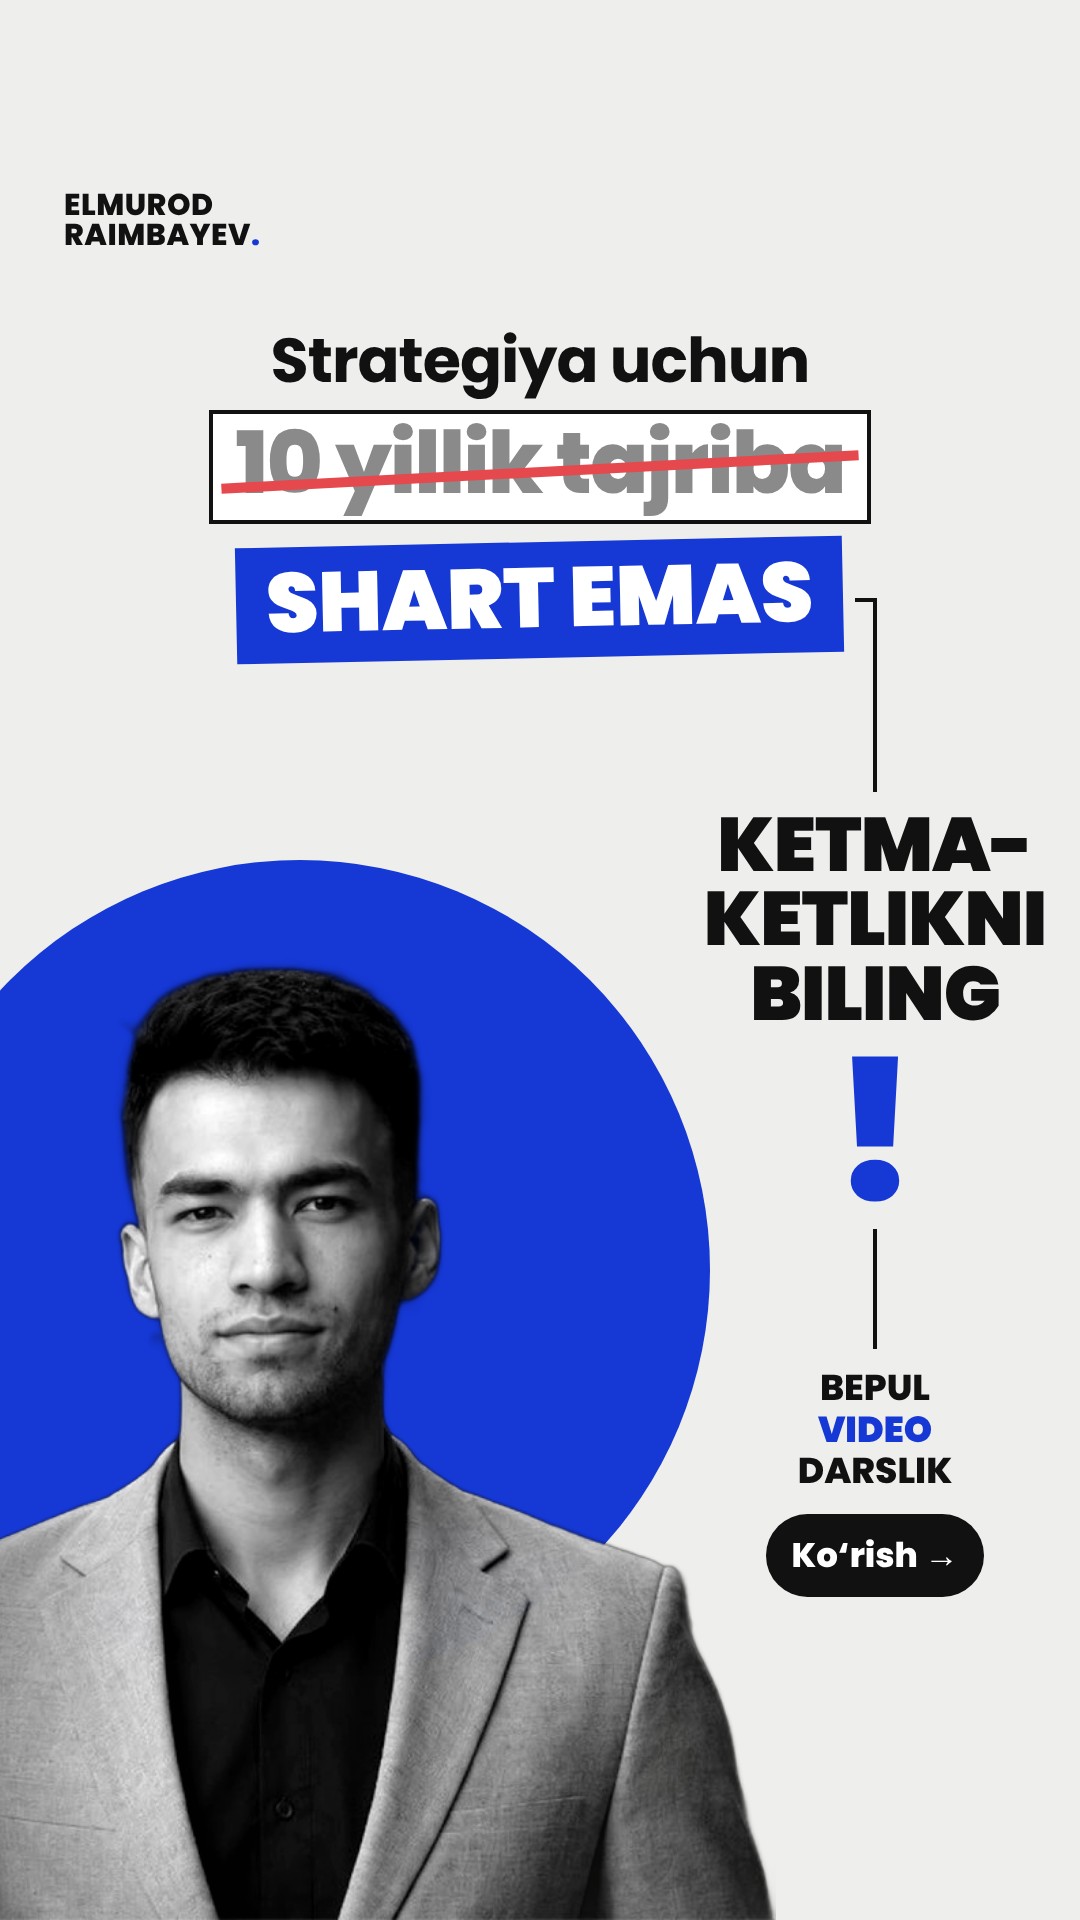 ELMUROD
RAIMBAYEV.
Strategiya uchun
10 yillik tajriba
SHART EMAS
KETMA-
KETLIKNI
BILING
!
BEPUL
VIDEO
DARSLIK
Ko‘rish →